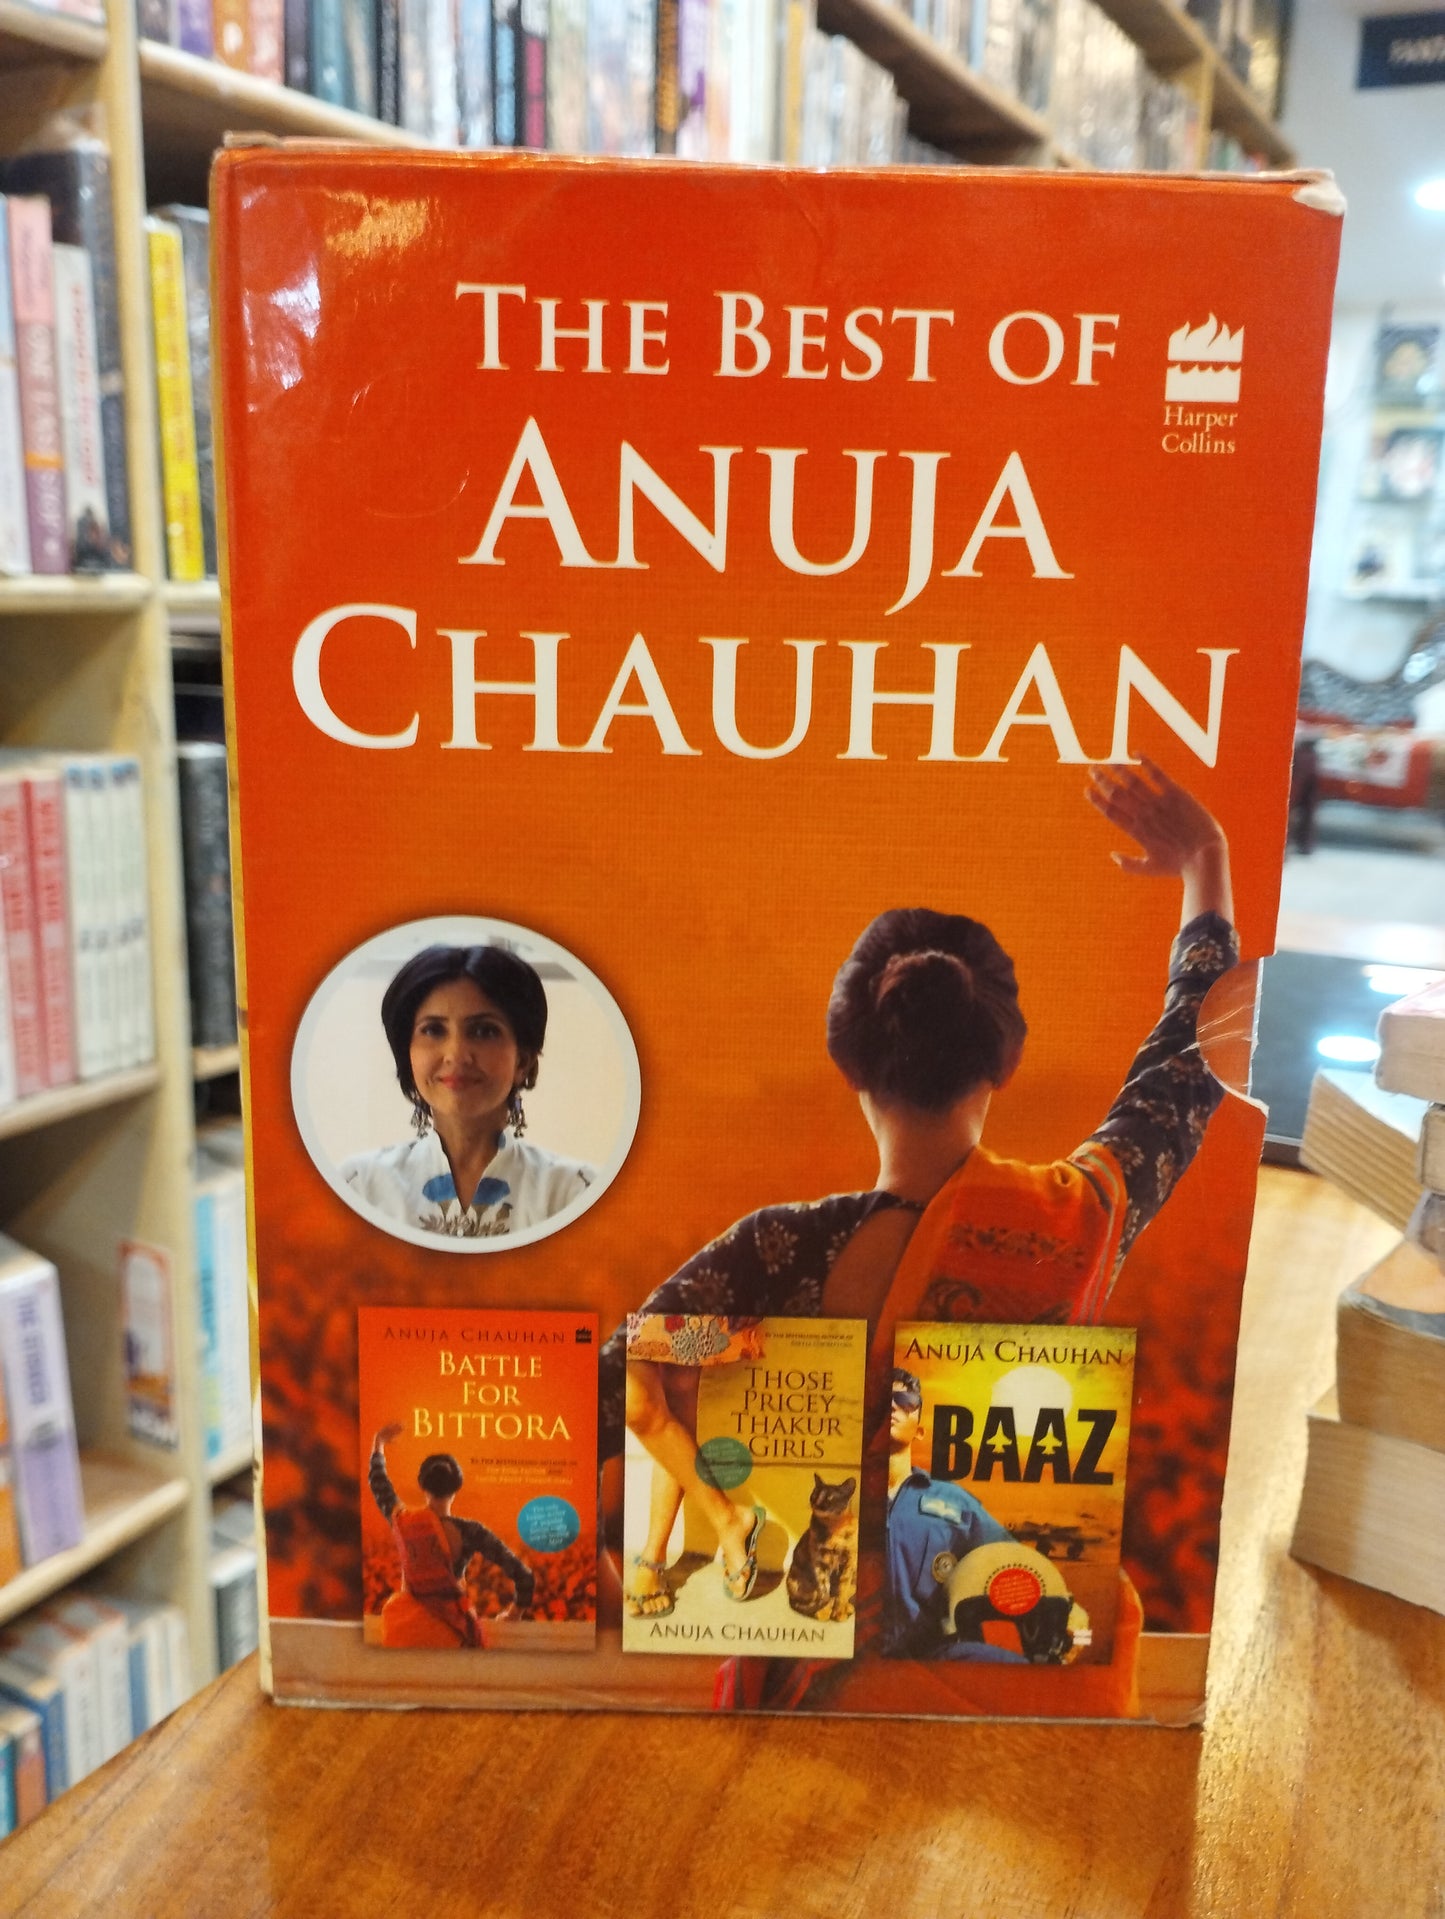 THE BEST OF
ANUJA
CHAUHAN
Harper
Collins
ANUJA CHAUHAN
BATTLE
FOR
BITTORA
THOSE
PRICEY
THAKUR
GIRLS
ANUJA CHAUHAN
ANUJA CHAUHAN
BAAZ